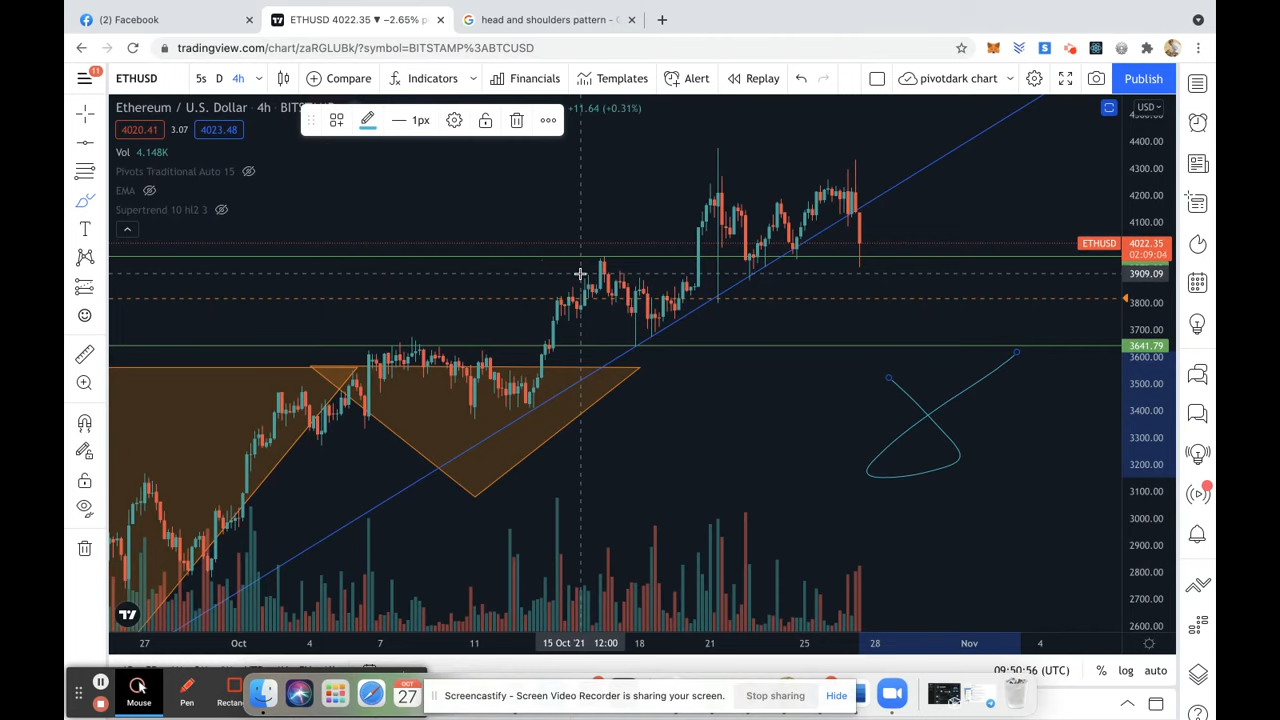 (2) Facebook
ETHUSD 4022.35 ▼ −2.65% p
head and shoulders pattern -
tradingview.com/chart/zaRGLUBk/?symbol=BITSTAMP%3ABTCUSD
11
ETHUSD
5s D 4h
Compare
Indicators
Financials
Templates
Alert
Replay
pivotdark chart
Publish
Ethereum / U.S. Dollar · 4h · BITSTAMP
+11.64 (+0.31%)
USD
1px
4020.41 3.07 4023.48
Vol 4.148K
Pivots Traditional Auto 15
EMA
Supertrend 10 hl2 3
4300.00
4200.00
4100.00
ETHUSD 4022.35
02:09:04
3909.09
3800.00
3700.00
3641.79
3600.00
3500.00
3400.00
3300.00
3200.00
3100.00
3000.00
2900.00
2800.00
2700.00
2600.00
27 Oct 4 7 11 15 Oct '21 12:00 18 21 25 28 Nov 4
09:50:56 (UTC) % log auto
Mouse
Pen
OCT
27
Screencastify - Screen Video Recorder is sharing your screen.
Stop sharing
Hide